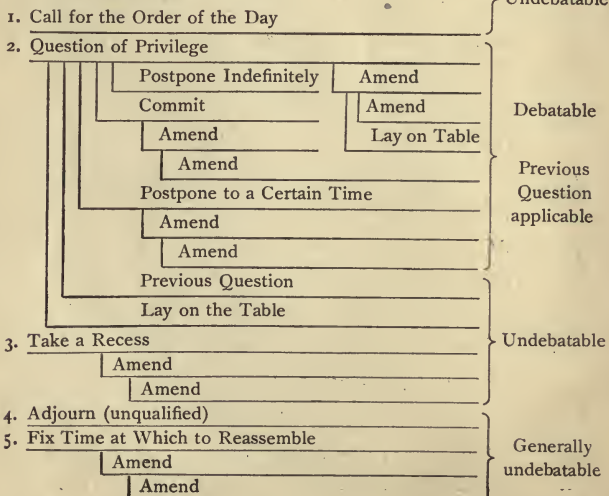 Undebatable
1. Call for the Order of the Day
2. Question of Privilege
Postpone Indefinitely
Amend
Commit
Amend
Debatable
Amend
Lay on Table
Amend
Previous
Question
applicable
Postpone to a Certain Time
Amend
Amend
Previous Question
Lay on the Table
3. Take a Recess
Undebatable
Amend
Amend
4. Adjourn (unqualified)
5. Fix Time at Which to Reassemble
Generally
undebatable
Amend
Amend